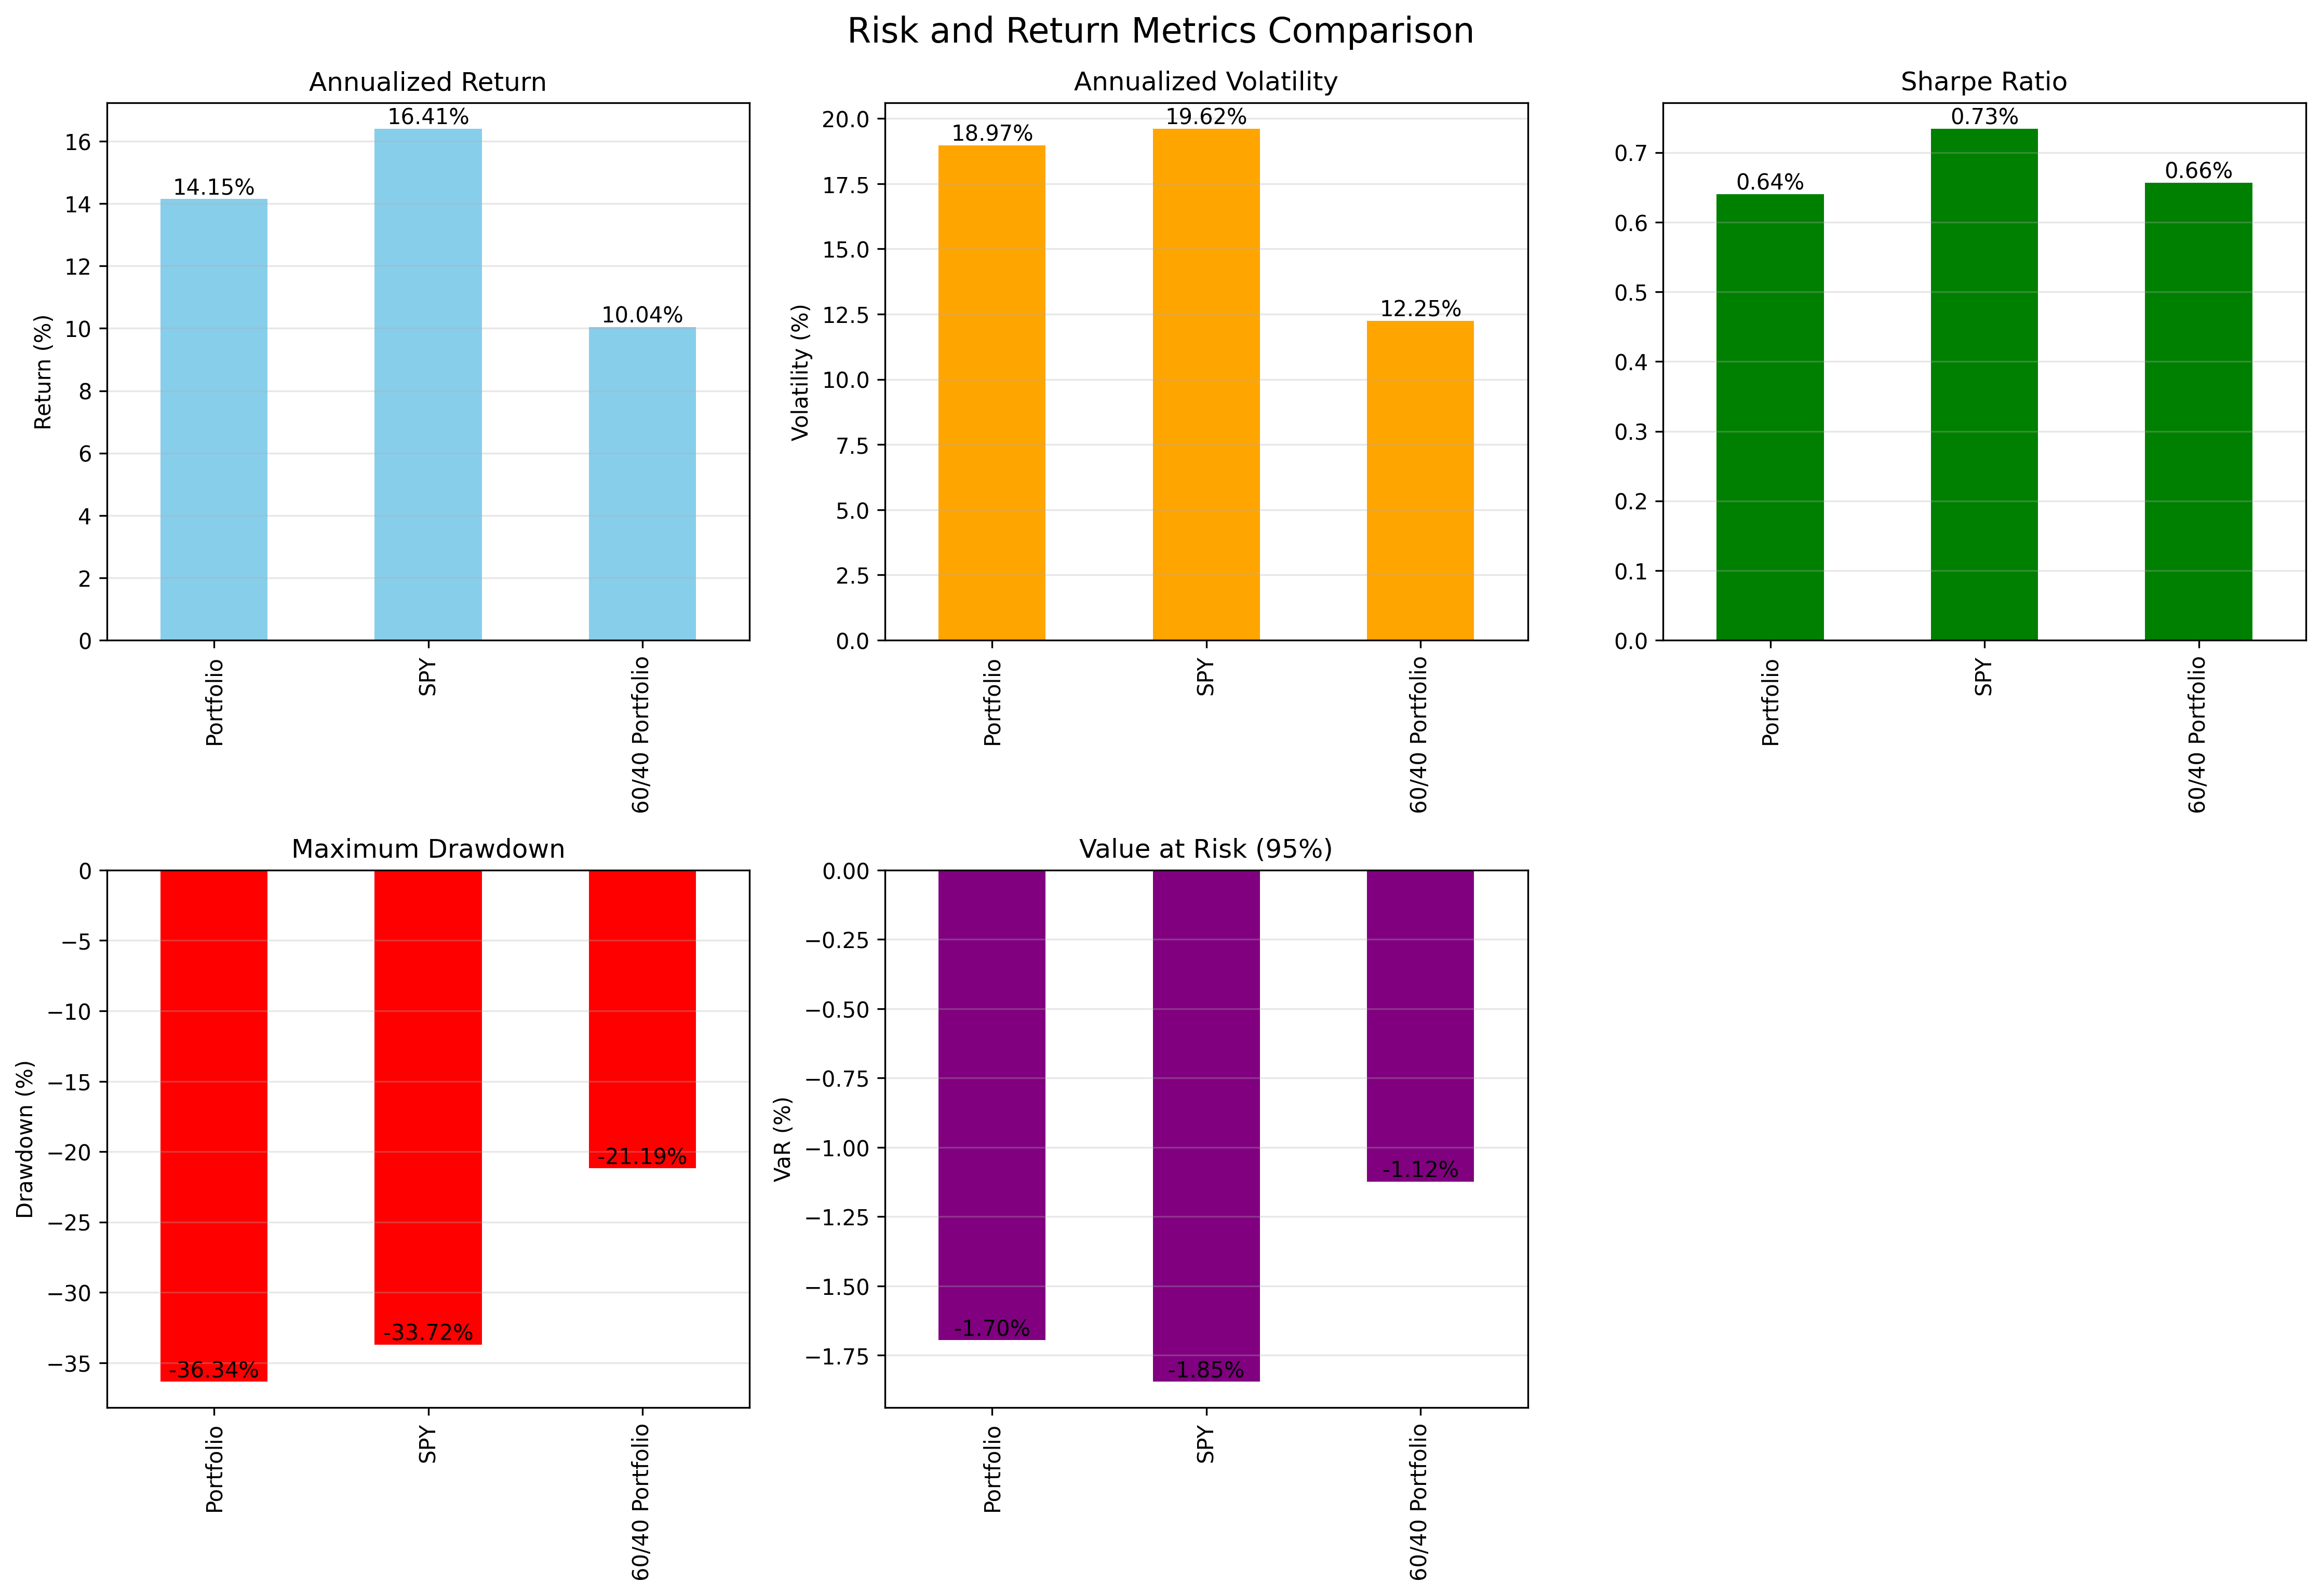 Risk and Return Metrics Comparison
Annualized Return
16.41%
14.15%
10.04%
16
14
12
10
8
6
4
2
0
Return (%)
Portfolio
SPY
60/40 Portfolio
Annualized Volatility
19.62%
18.97%
12.25%
20.0
17.5
15.0
12.5
10.0
7.5
5.0
2.5
0.0
Volatility (%)
Portfolio
SPY
60/40 Portfolio
Sharpe Ratio
0.73%
0.64%
0.66%
0.7
0.6
0.5
0.4
0.3
0.2
0.1
0.0
Portfolio
SPY
60/40 Portfolio
Maximum Drawdown
0
−5
−10
−15
−20
−25
−30
−35
Drawdown (%)
-21.19%
-33.72%
-36.34%
Portfolio
SPY
60/40 Portfolio
Value at Risk (95%)
0.00
−0.25
−0.50
−0.75
−1.00
−1.25
−1.50
−1.75
VaR (%)
-1.12%
-1.70%
-1.85%
Portfolio
SPY
60/40 Portfolio